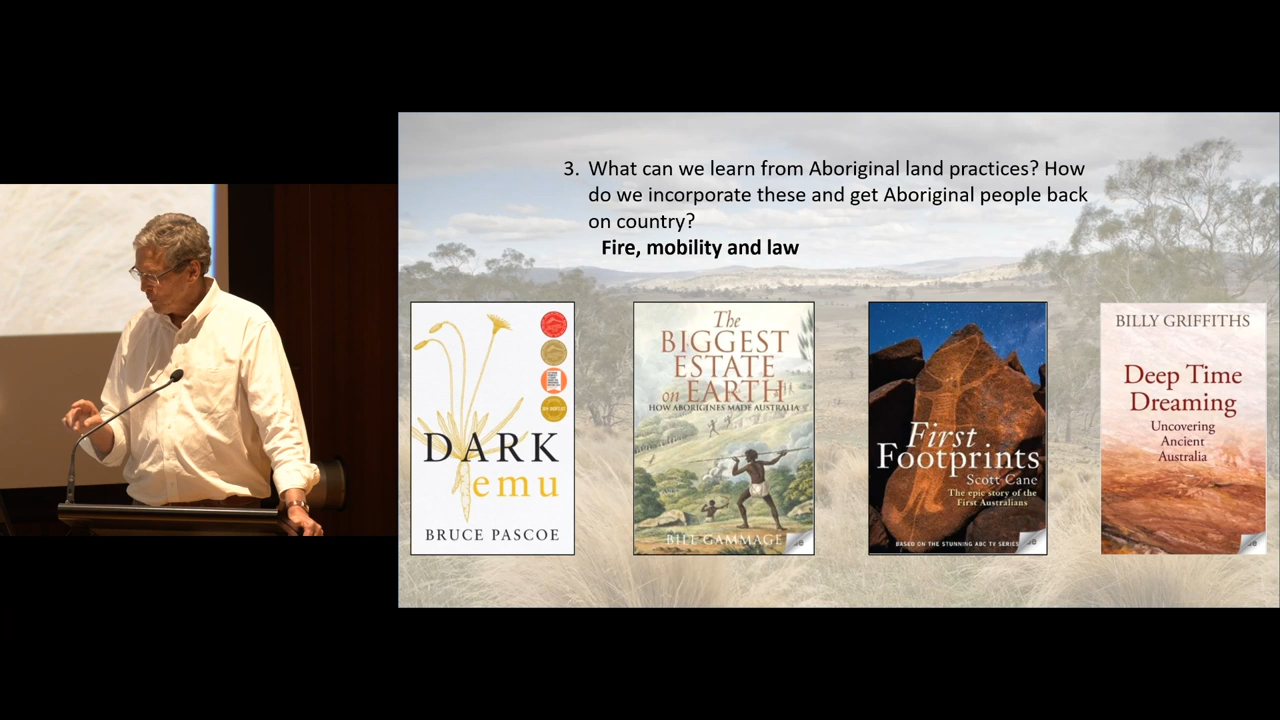 3. What can we learn from Aboriginal land practices? How
do we incorporate these and get Aboriginal people back
on country?
Fire, mobility and law
DARK
emu
BRUCE PASCOE
The
BIGGEST
ESTATE
on EARTH
HOW ABORIGINES MADE AUSTRALIA
BILL GAMMAGE
First
Footprints
Scott Cane
The epic story of the
First Australians
BASED ON THE STUNNING ABC TV SERIES
BILLY GRIFFITHS
Deep Time
Dreaming
Uncovering
Ancient
Australia